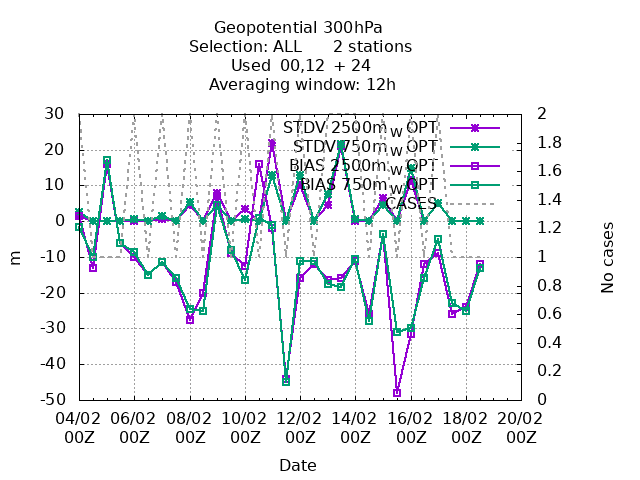 Geopotential 300hPa
Selection: ALL 2 stations
Used 00,12 + 24
Averaging window: 12h
STDV 2500m_w OPT
STDV 750m_w OPT
BIAS 2500m_w OPT
BIAS 750m_w OPT
CASES
30
20
10
0
-10
-20
-30
-40
-50
m
2
1.8
1.6
1.4
1.2
1
0.8
0.6
0.4
0.2
0
No cases
04/02 06/02 08/02 10/02 12/02 14/02 16/02 18/02 20/02
00Z 00Z 00Z 00Z 00Z 00Z 00Z 00Z 00Z
Date